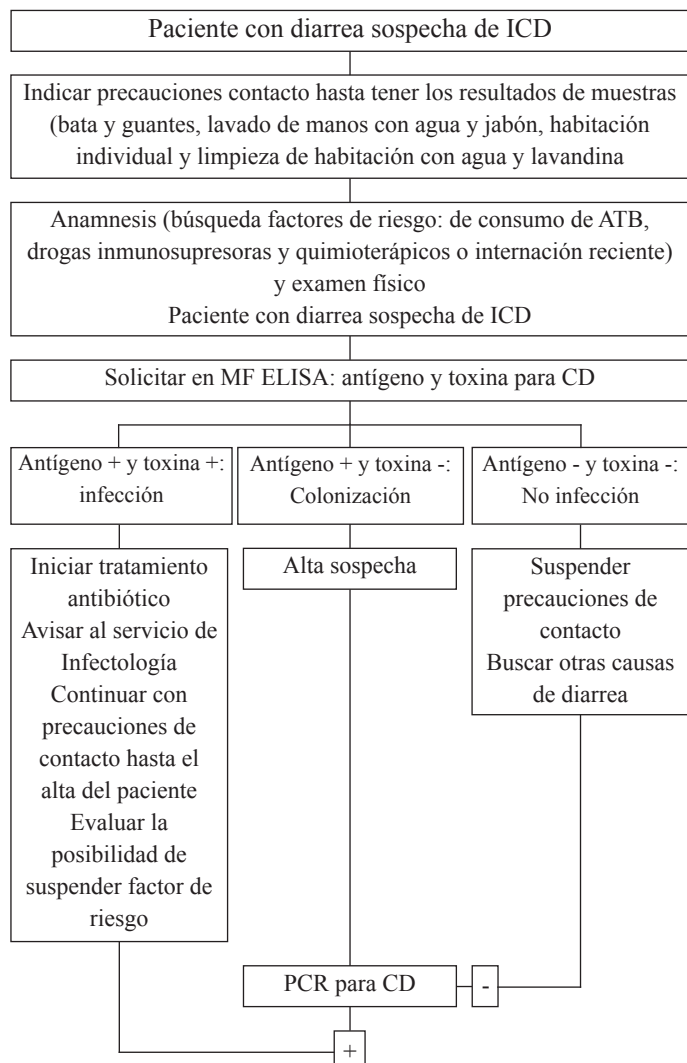 Paciente con diarrea sospecha de ICD
Indicar precauciones contacto hasta tener los resultados de muestras
(bata y guantes, lavado de manos con agua y jabón, habitación
individual y limpieza de habitación con agua y lavandina
Anamnesis (búsqueda factores de riesgo: de consumo de ATB,
drogas inmunosupresoras y quimioterápicos o internación reciente)
y examen físico
Paciente con diarrea sospecha de ICD
Solicitar en MF ELISA: antígeno y toxina para CD
Antígeno + y toxina +:
infección
Antígeno + y toxina -:
Colonización
Antígeno - y toxina -:
No infección
Iniciar tratamiento
antibiótico
Avisar al servicio de
Infectología
Continuar con
precauciones de
contacto hasta el
alta del paciente
Evaluar la
posibilidad de
suspender factor de
riesgo
Alta sospecha
Suspender
precauciones de
contacto
Buscar otras causas
de diarrea
PCR para CD
-
+